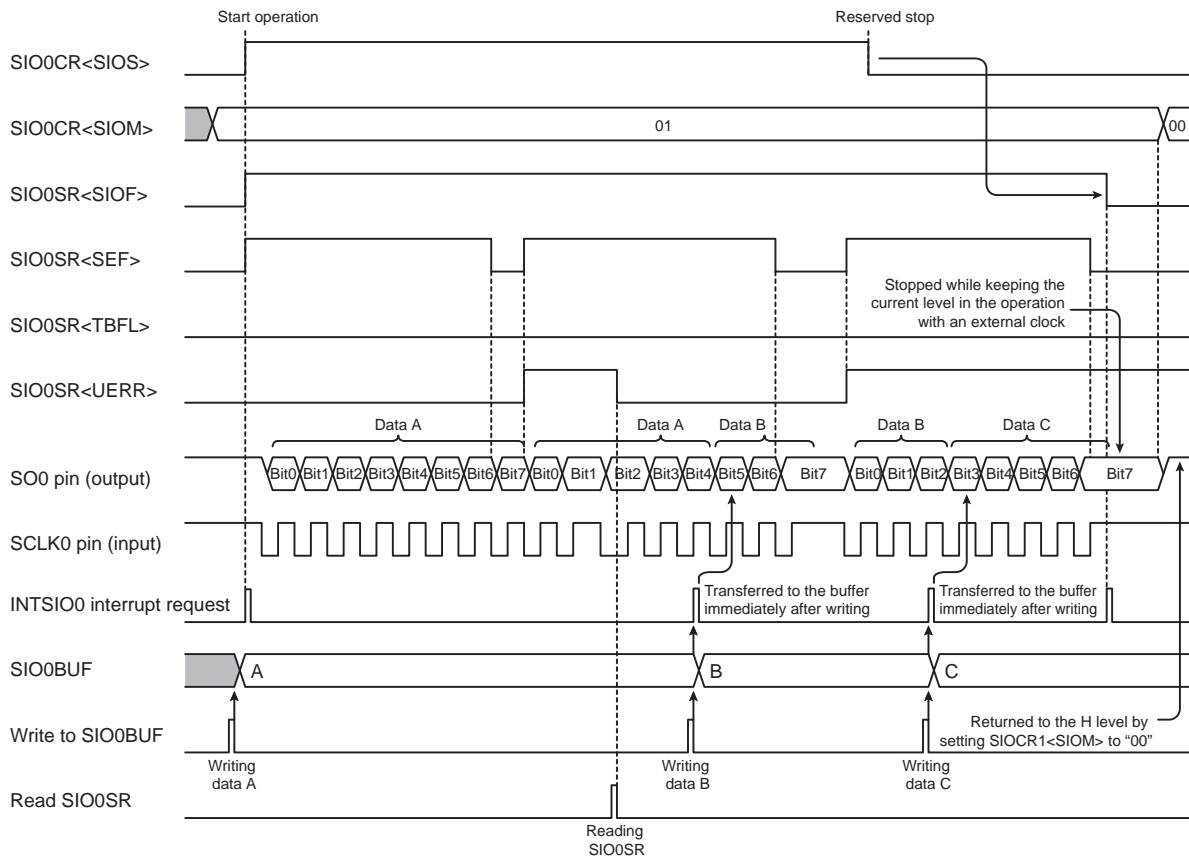 Start operation
Reserved stop
SIO0CR<SIOS>
SIO0CR<SIOM>
01
00
SIO0SR<SIOF>
SIO0SR<SEF>
Stopped while keeping the
current level in the operation
with an external clock
SIO0SR<TBFL>
SIO0SR<UERR>
Data A
Data A
Data B
Data B
Data C
SO0 pin (output)
Bit0 Bit1 Bit2 Bit3 Bit4 Bit5 Bit6 Bit7 Bit0 Bit1 Bit2 Bit3 Bit4 Bit5 Bit6 Bit7 Bit0 Bit1 Bit2 Bit3 Bit4 Bit5 Bit6 Bit7
SCLK0 pin (input)
INTSIO0 interrupt request
Transferred to the buffer
immediately after writing
Transferred to the buffer
immediately after writing
SIO0BUF
A
B
C
Write to SIO0BUF
Returned to the H level by
setting SIOCR1<SIOM> to “00”
Writing
data A
Writing
data B
Writing
data C
Read SIO0SR
Reading
SIO0SR